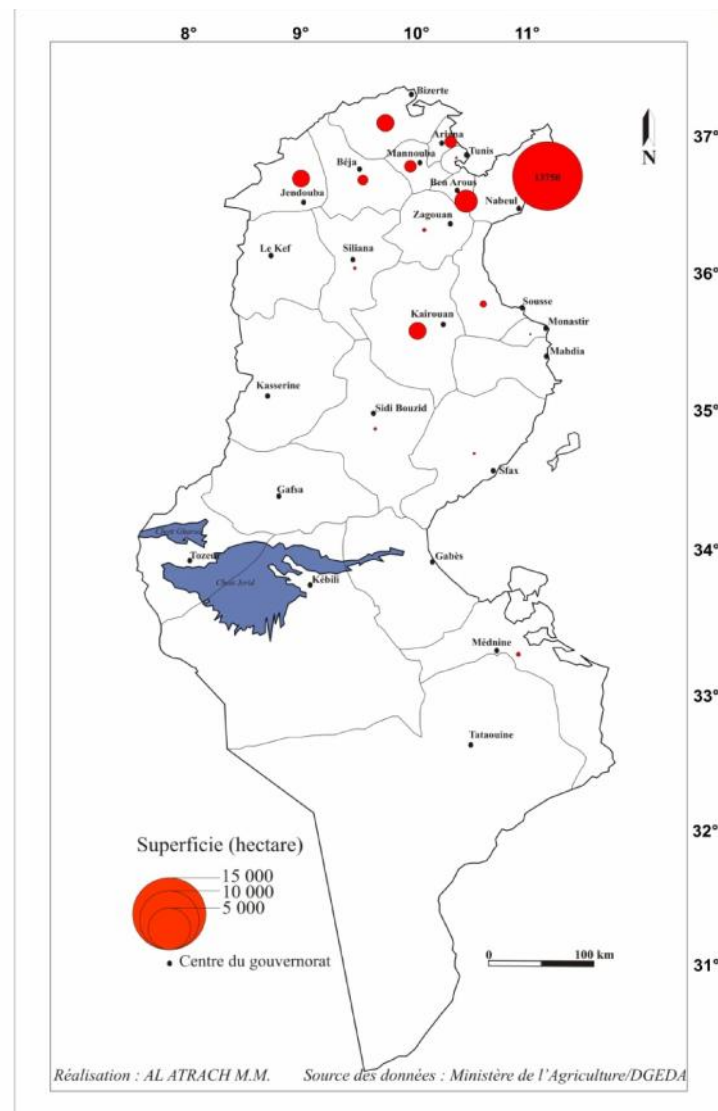 8° 9° 10° 11°
Bizerte
37°
Ariana
N
Béja
Mannouba
Tunis
Jendouba
Ben Arous
Nabeul
Zagouan
Le Kef
Siliana
36°
Sousse
Kairouan
Monastir
Mahdia
Kasserine
Sidi Bouzid
35°
Sfax
Gafsa
34°
Tozeur
Gabès
Chott Jerid
Kébili
Médnine
33°
Tataouine
32°
Superficie (hectare)
15 000
10 000
5 000
0 100 km
Centre du gouvernorat
31°
Réalisation : AL ATRACH M.M. Source des données : Ministère de l'Agriculture/DGEDA